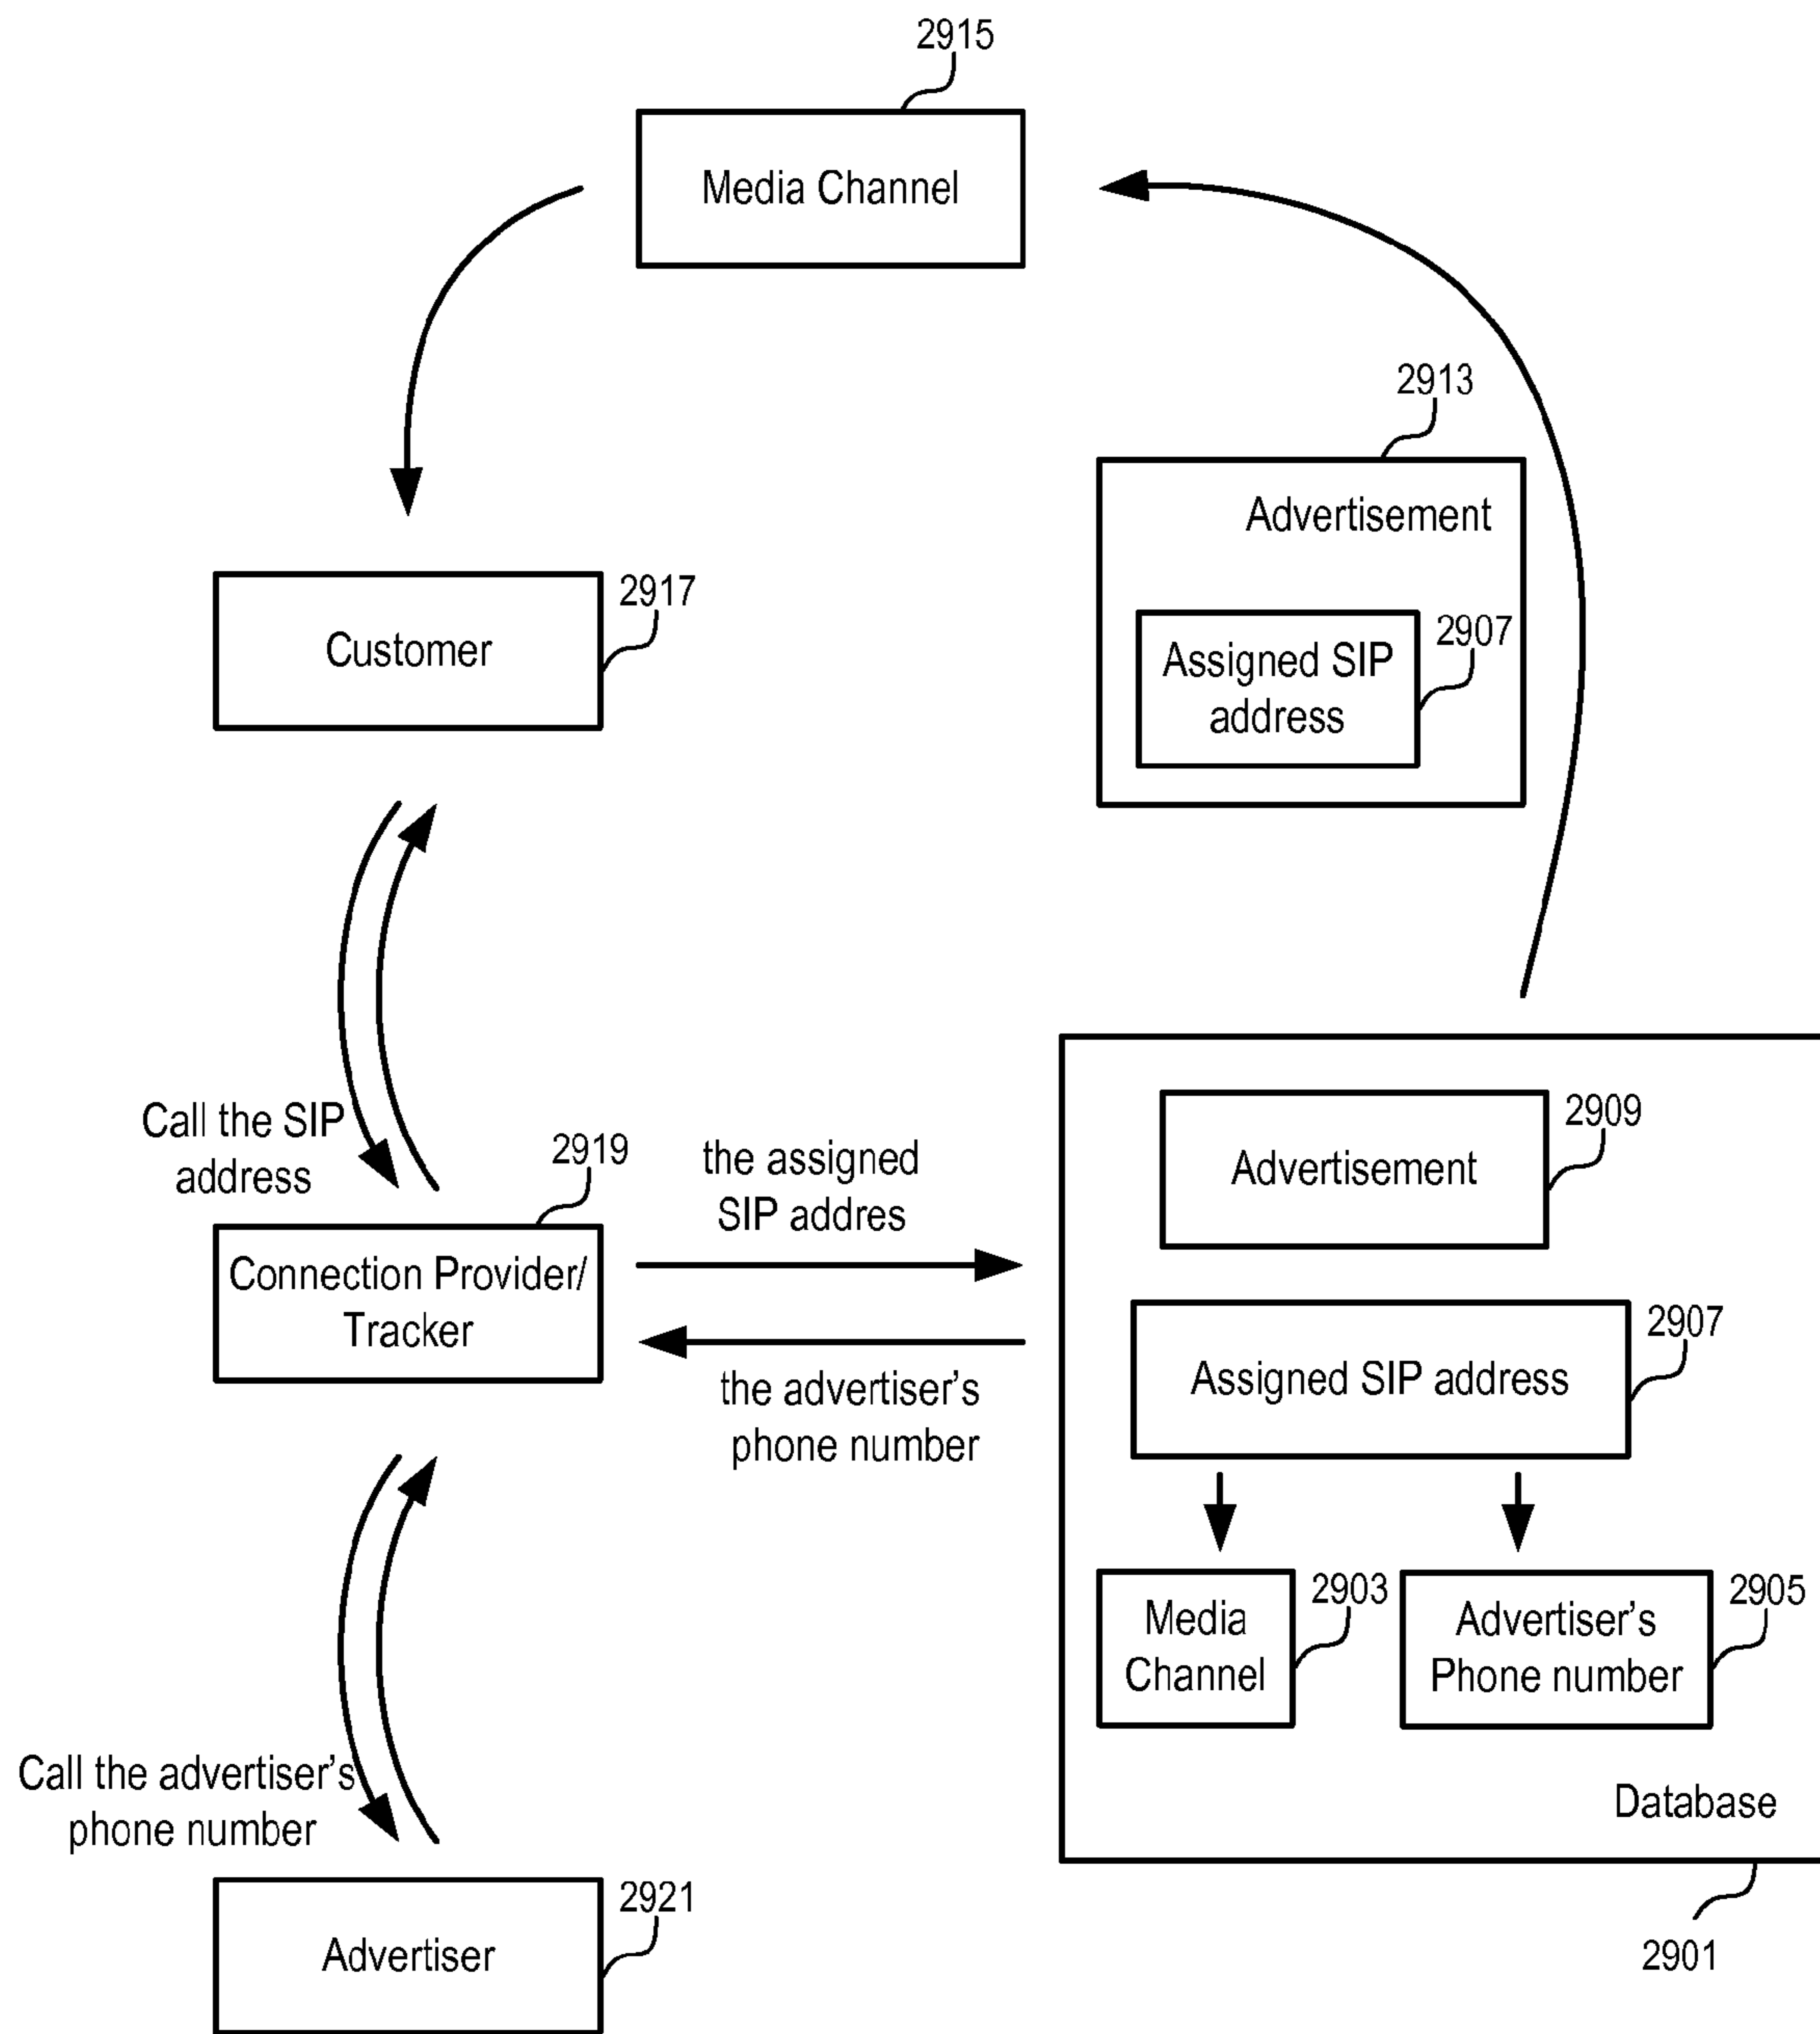 2915
Media Channel
2913
Advertisement
2917
Customer
2907
Assigned SIP
address
Call the SIP
address
2919
Connection Provider/
Tracker
the assigned
SIP addres
the advertiser's
phone number
2909
Advertisement
2907
Assigned SIP address
2903
Media
Channel
2905
Advertiser's
Phone number
Database
2901
Call the advertiser's
phone number
2921
Advertiser